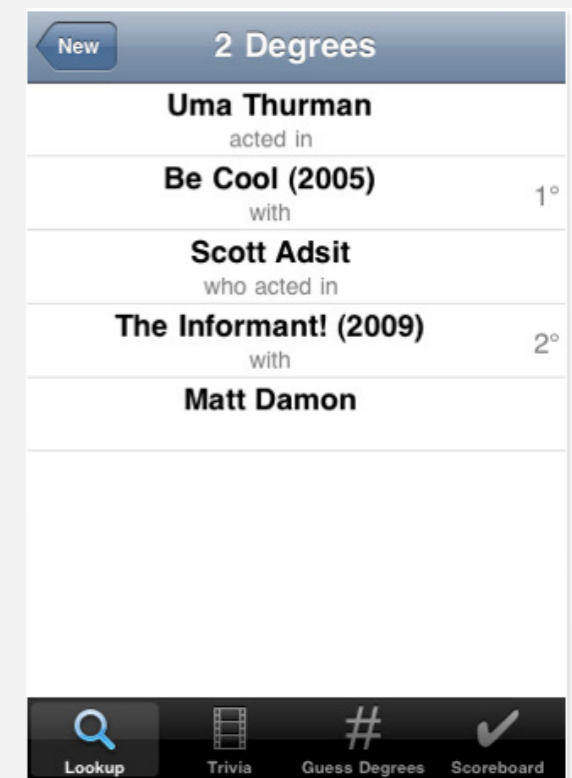 New 2 Degrees
Uma Thurman
acted in
Be Cool (2005)
1°
with
Scott Adsit
who acted in
The Informant! (2009)
2°
with
Matt Damon
Lookup Trivia # Guess Degrees Scoreboard